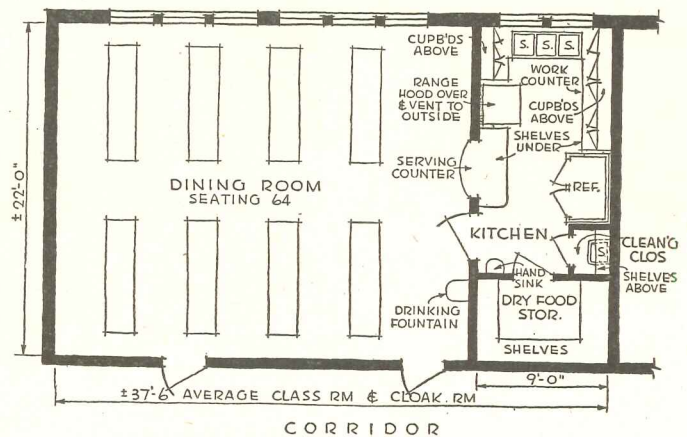 CUPB'DS
ABOVE
S. S. S.
WORK
COUNTER
RANGE
HOOD OVER
& VENT TO
OUTSIDE
CUPB'DS
ABOVE
SHELVES
UNDER
SERVING
COUNTER
DINING ROOM
SEATING 64
±22'-0"
REF.
KITCHEN
S.
CLEAN'G
CLOS
SHELVES
ABOVE
HAND
SINK
DRINKING
FOUNTAIN
DRY FOOD
STOR.
SHELVES
9'-0"
±37'-6 AVERAGE CLASS RM & CLOAK. RM
CORRIDOR